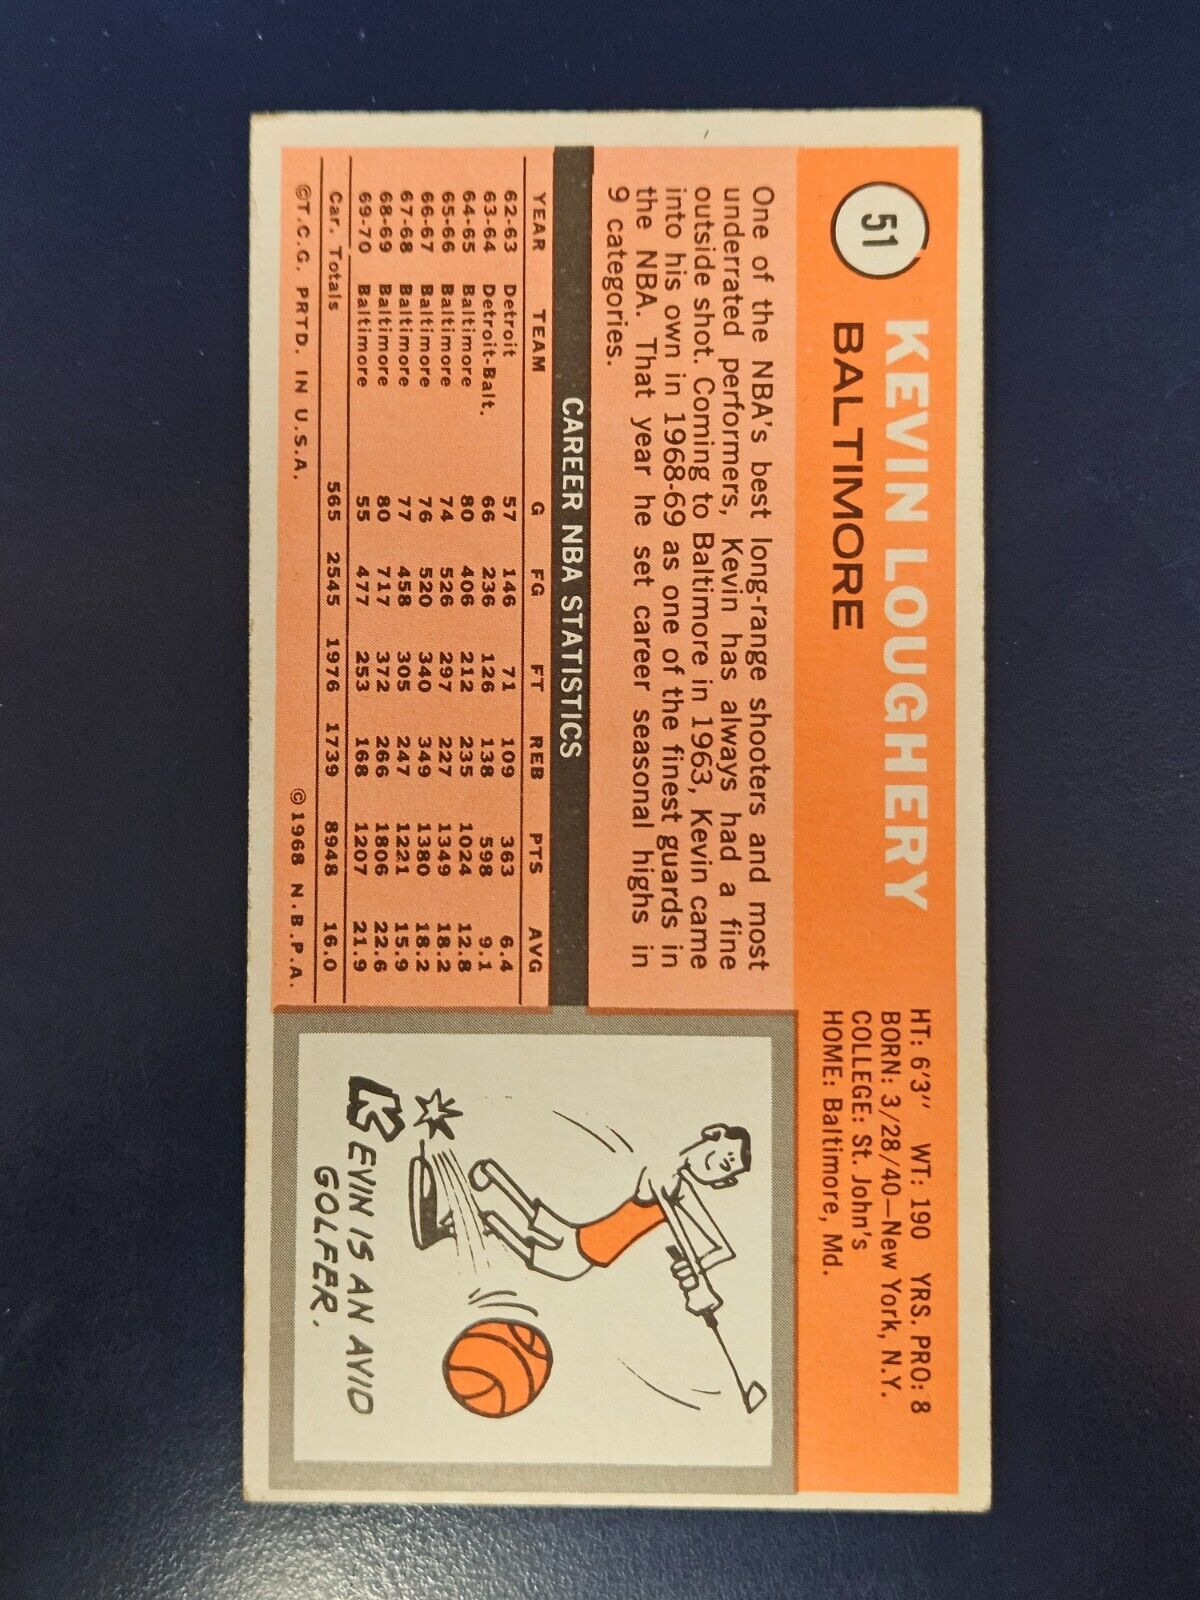 51
KEVIN LOUGHERY
BALTIMORE
HT: 6'3" WT: 190 YRS. PRO: 8
BORN: 3/28/40—New York, N.Y.
COLLEGE: St. John's
HOME: Baltimore, Md.
One of the NBA's best long-range shooters and most
underrated performers, Kevin has always had a fine
outside shot. Coming to Baltimore in 1963, Kevin came
into his own in 1968-69 as one of the finest guards in
the NBA. That year he set career seasonal highs in
9 categories.
CAREER NBA STATISTICS
YEAR TEAM G FG FT REB PTS AVG
62-63 Detroit 57 146 71 109 363 6.4
63-64 Detroit-Balt. 66 236 126 138 598 9.1
64-65 Baltimore 80 406 212 235 1024 12.8
65-66 Baltimore 74 526 297 227 1349 18.2
66-67 Baltimore 76 520 340 349 1380 18.2
67-68 Baltimore 77 458 305 247 1221 15.9
68-69 Baltimore 80 717 372 266 1806 22.6
69-70 Baltimore 55 477 253 168 1207 21.9
Car. Totals 565 2545 1976 1739 8948 16.0
©T.C.G. PRTD. IN U.S.A. ©1968 N.B.P.A.
KEVIN IS AN AVID
GOLFER.